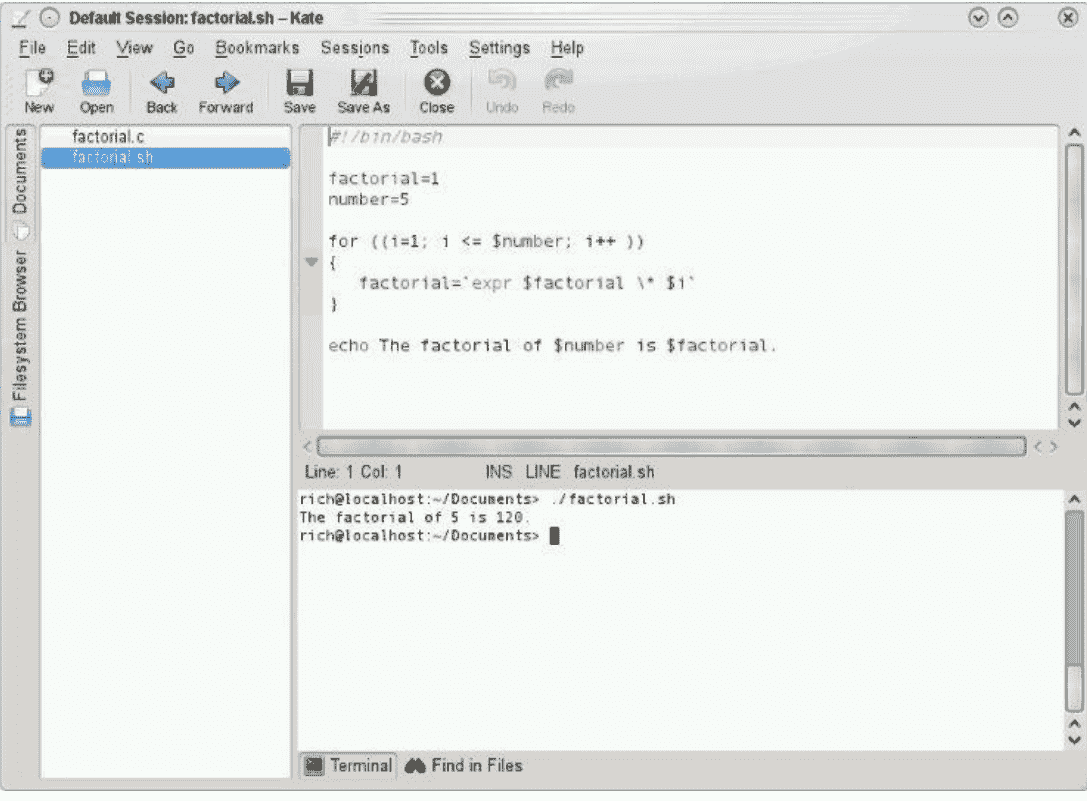 Default Session: factorial.sh – Kate
File Edit View Go Bookmarks Sessions Tools Settings Help
New Open Back Forward Save Save As Close Undo Redo
Documents
Filesystem Browser
factorial.c
factorial.sh
#!/bin/bash
factorial=1
number=5
for ((i=1; i <= $number; i++ ))
{
factorial=`expr $factorial \* $i`
}
echo The factorial of $number is $factorial.
Line: 1 Col: 1 INS LINE factorial.sh
rich@localhost:~/Documents> ./factorial.sh
The factorial of 5 is 120.
rich@localhost:~/Documents>
Terminal Find in Files